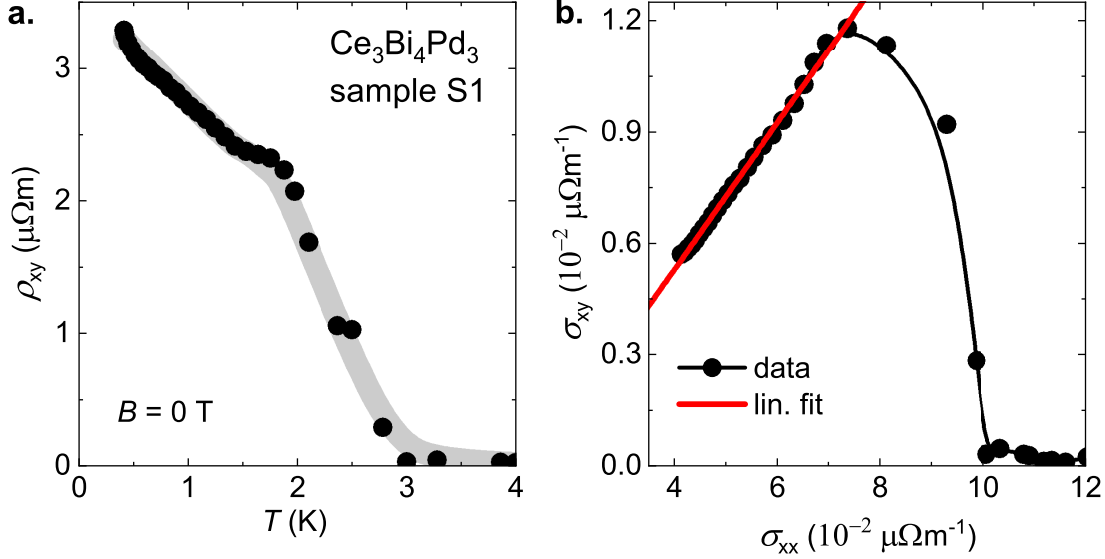 a.
Ce₃Bi₄Pd₃
sample S1
B = 0 T
ρxy (μΩm)
3
2
1
0
0 1 2 3 4
T (K)
b.
data
lin. fit
σxy (10⁻² μΩm⁻¹)
1.2
0.9
0.6
0.3
0.0
4 6 8 10 12
σxx (10⁻² μΩm⁻¹)